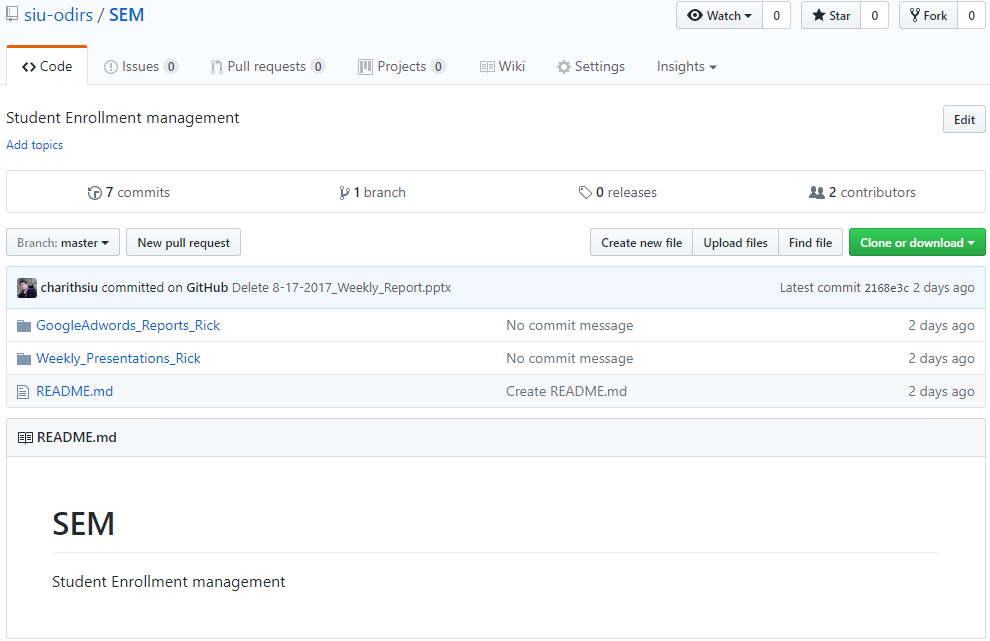 siu-odirs / SEM
Watch 0 Star 0 Fork 0
Code Issues 0 Pull requests 0 Projects 0 Wiki Settings Insights
Student Enrollment management
Edit
Add topics
7 commits 1 branch 0 releases 2 contributors
Branch: master New pull request Create new file Upload files Find file Clone or download
charithsiu committed on GitHub Delete 8-17-2017_Weekly_Report.pptx Latest commit 2168e3c 2 days ago
GoogleAdwords_Reports_Rick No commit message 2 days ago
Weekly_Presentations_Rick No commit message 2 days ago
README.md Create README.md 2 days ago
README.md
SEM
Student Enrollment management